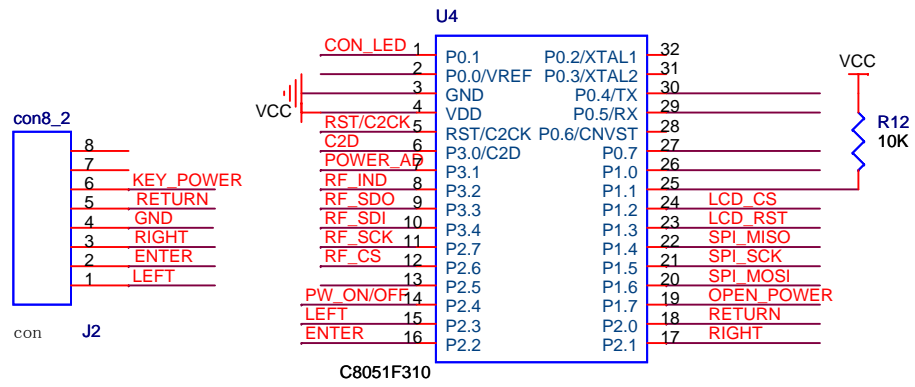 U4
CON_LED 1 P0.1 P0.2/XTAL1 32
2 P0.0/VREF P0.3/XTAL2 31
3 GND P0.4/TX 30
VCC 4 VDD P0.5/RX 29
RST/C2CK 5 RST/C2CK P0.6/CNVST 28
C2D 6 P3.0/C2D P0.7 27
POWER_AD 7 P3.1 P1.0 26
RF_IND 8 P3.2 P1.1 25
RF_SDO 9 P3.3 P1.2 24 LCD_CS
RF_SDI 10 P3.4 P1.3 23 LCD_RST
RF_SCK 11 P2.7 P1.4 22 SPI_MISO
RF_CS 12 P2.6 P1.5 21 SPI_SCK
13 P2.5 P1.6 20 SPI_MOSI
PW_ON/OFF 14 P2.4 P1.7 19 OPEN_POWER
LEFT 15 P2.3 P2.0 18 RETURN
ENTER 16 P2.2 P2.1 17 RIGHT
C8051F310
VCC
R12
10K
con8_2
8
7
6 KEY_POWER
5 RETURN
4 GND
3 RIGHT
2 ENTER
1 LEFT
con J2